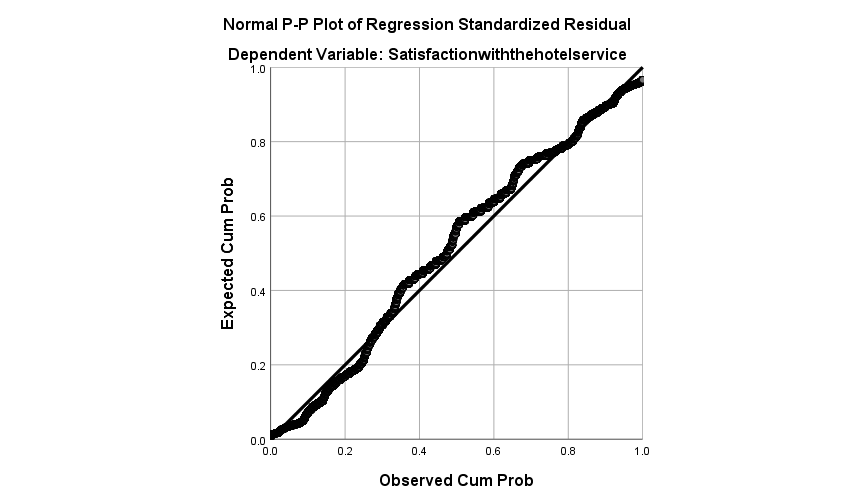 Normal P-P Plot of Regression Standardized Residual
Dependent Variable: Satisfactionwiththehotelservice
1.0
0.8
0.6
0.4
0.2
0.0
Expected Cum Prob
0.0 0.2 0.4 0.6 0.8 1.0
Observed Cum Prob